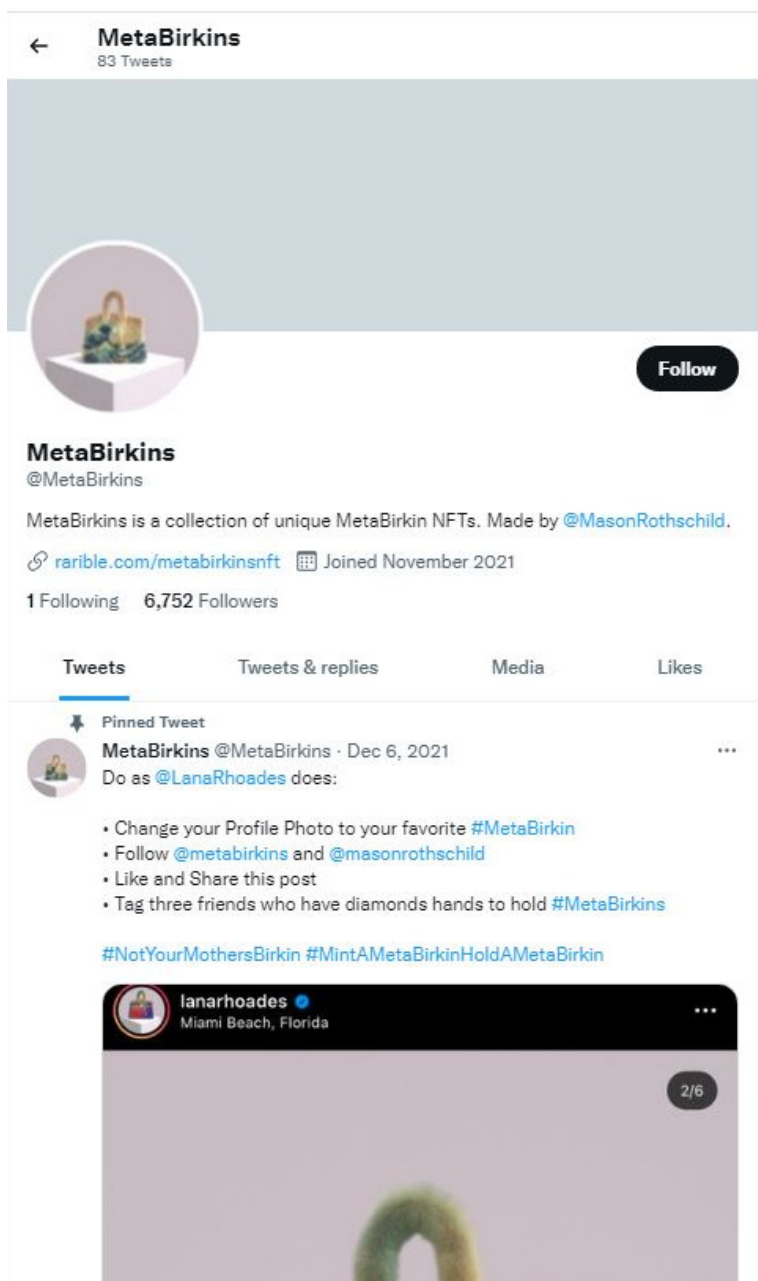 MetaBirkins
83 Tweets
Follow
MetaBirkins
@MetaBirkins
MetaBirkins is a collection of unique MetaBirkin NFTs. Made by @MasonRothschild.
rarible.com/metabirkinsnft Joined November 2021
1 Following 6,752 Followers
Tweets Tweets & replies Media Likes
Pinned Tweet
MetaBirkins @MetaBirkins · Dec 6, 2021
Do as @LanaRhoades does:
• Change your Profile Photo to your favorite #MetaBirkin
• Follow @metabirkins and @masonrothschild
• Like and Share this post
• Tag three friends who have diamonds hands to hold #MetaBirkins
#NotYourMothersBirkin #MintAMetaBirkinHoldAMetaBirkin
lanarhoades
Miami Beach, Florida
2/6